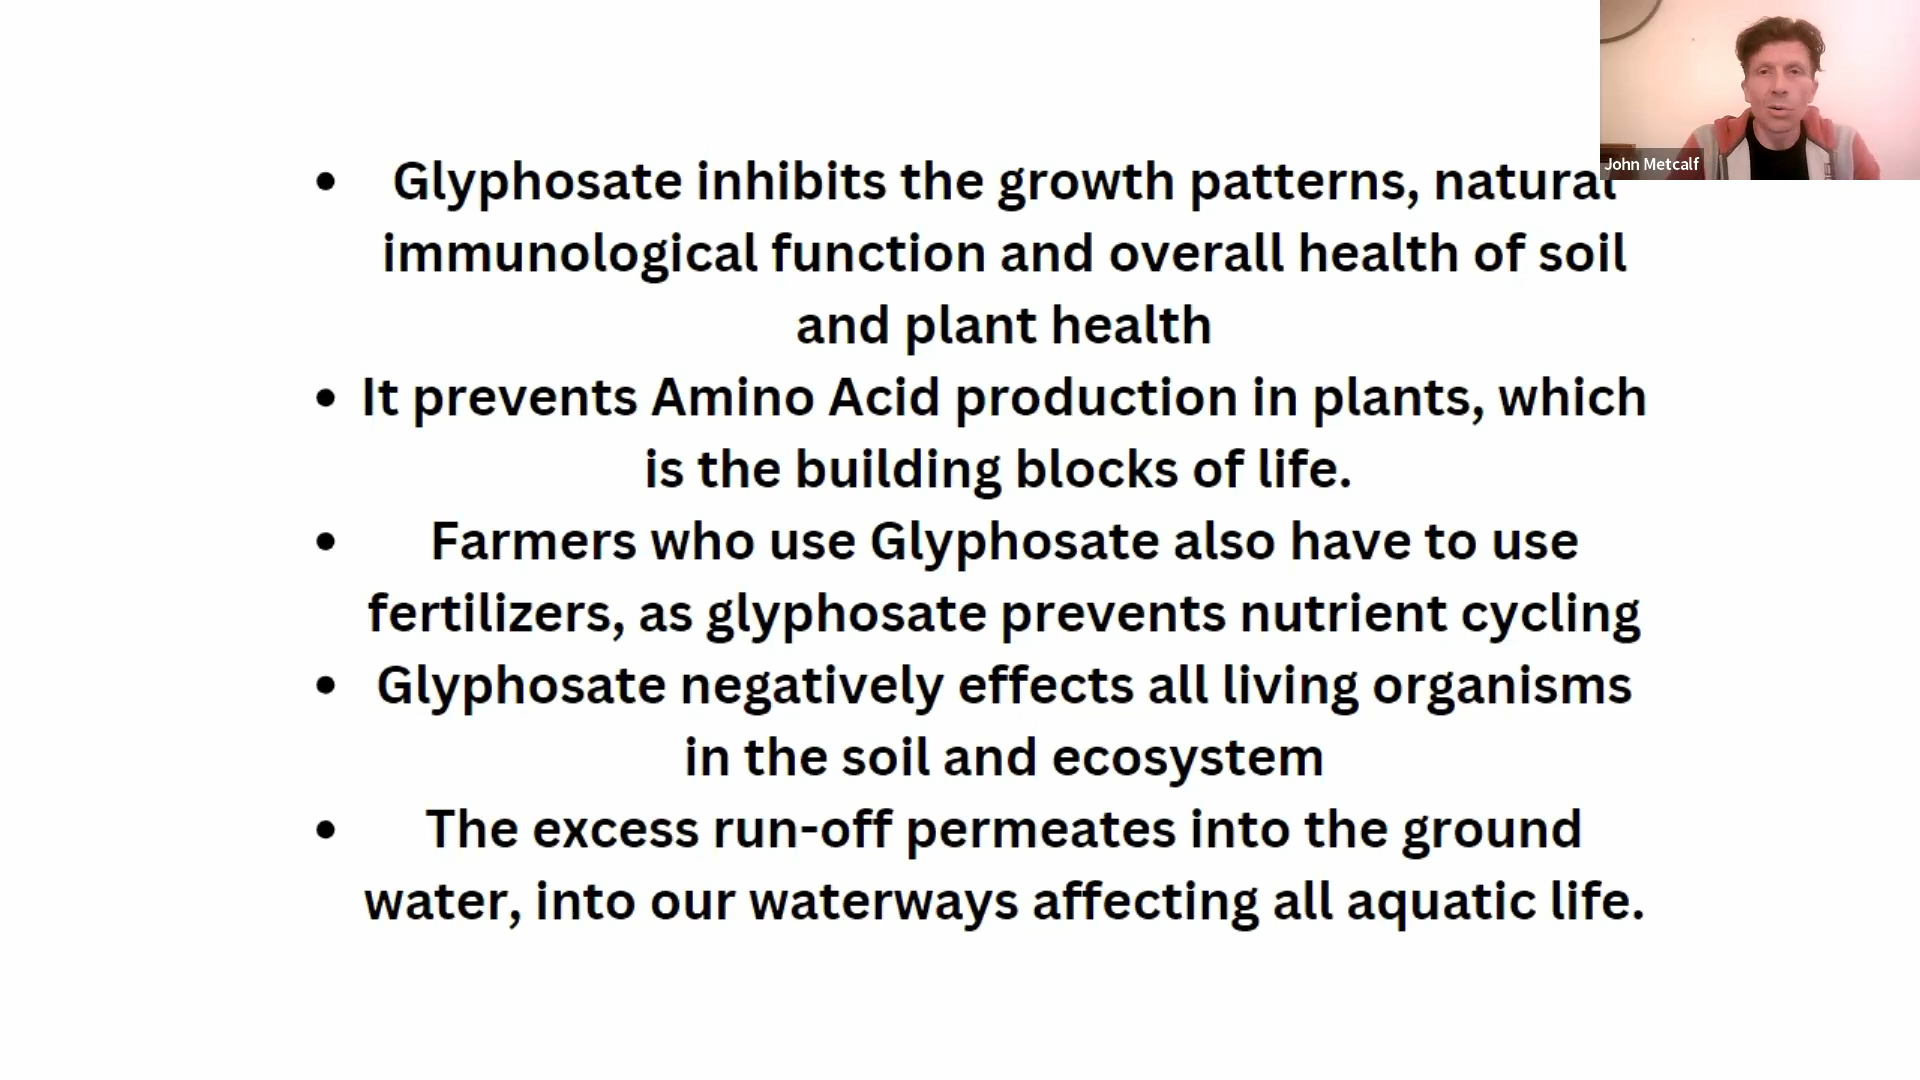 John Metcalf
• Glyphosate inhibits the growth patterns, natural
immunological function and overall health of soil
and plant health
• It prevents Amino Acid production in plants, which
is the building blocks of life.
• Farmers who use Glyphosate also have to use
fertilizers, as glyphosate prevents nutrient cycling
• Glyphosate negatively effects all living organisms
in the soil and ecosystem
• The excess run-off permeates into the ground
water, into our waterways affecting all aquatic life.